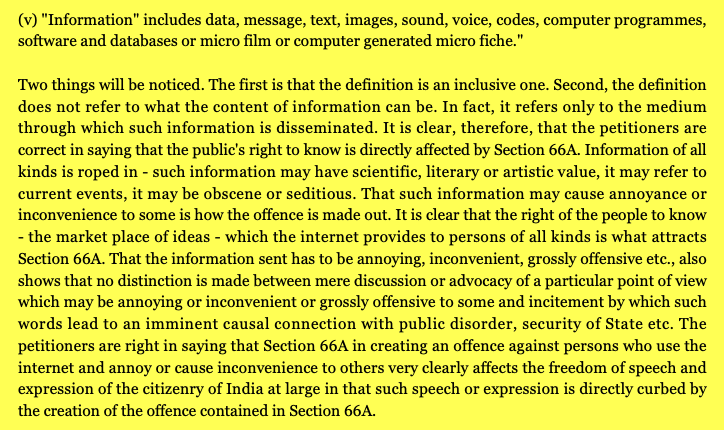 (v) "Information" includes data, message, text, images, sound, voice, codes, computer programmes,
software and databases or micro film or computer generated micro fiche."
Two things will be noticed. The first is that the definition is an inclusive one. Second, the definition
does not refer to what the content of information can be. In fact, it refers only to the medium
through which such information is disseminated. It is clear, therefore, that the petitioners are
correct in saying that the public's right to know is directly affected by Section 66A. Information of all
kinds is roped in - such information may have scientific, literary or artistic value, it may refer to
current events, it may be obscene or seditious. That such information may cause annoyance or
inconvenience to some is how the offence is made out. It is clear that the right of the people to know
- the market place of ideas - which the internet provides to persons of all kinds is what attracts
Section 66A. That the information sent has to be annoying, inconvenient, grossly offensive etc., also
shows that no distinction is made between mere discussion or advocacy of a particular point of view
which may be annoying or inconvenient or grossly offensive to some and incitement by which such
words lead to an imminent causal connection with public disorder, security of State etc. The
petitioners are right in saying that Section 66A in creating an offence against persons who use the
internet and annoy or cause inconvenience to others very clearly affects the freedom of speech and
expression of the citizenry of India at large in that such speech or expression is directly curbed by
the creation of the offence contained in Section 66A.